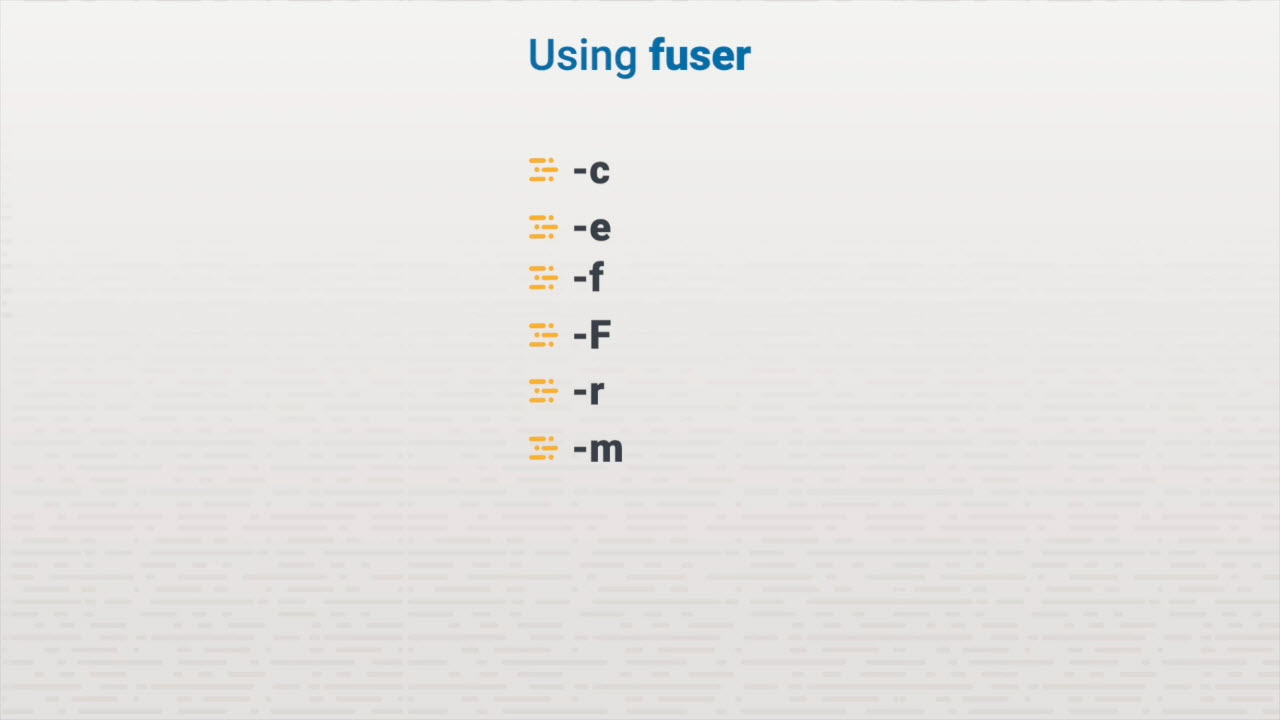 Using fuser
-c
-e
-f
-F
-r
-m